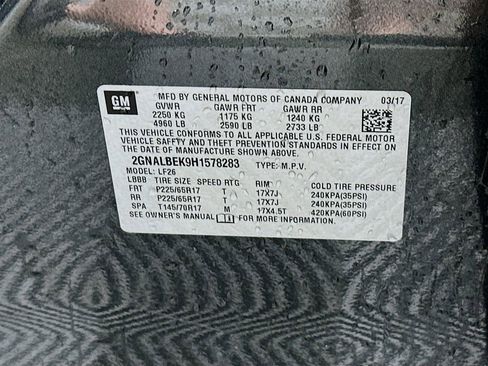 GM
MFD BY GENERAL MOTORS OF CANADA COMPANY 03/17
GVWR GAWR FRT GAWR RR
2250 KG 1175 KG 1240 KG
4960 LB 2590 LB 2733 LB
THIS VEHICLE CONFORMS TO ALL APPLICABLE U.S. FEDERAL MOTOR
VEHICLE SAFETY AND THEFT PREVENTION STANDARDS IN EFFECT ON
THE DATE OF MANUFACTURE SHOWN ABOVE.
2GNALBEK9H1578283 TYPE: M.P.V.
MODEL: LF26
LBBB TIRE SIZE SPEED RTG RIM COLD TIRE PRESSURE
FRT P225/65R17 T 17X7J 240KPA(35PSI)
RR P225/65R17 T 17X7J 240KPA(35PSI)
SPA T145/70R17 M 17X4.5T 420KPA(60PSI)
SEE OWNER'S MANUAL